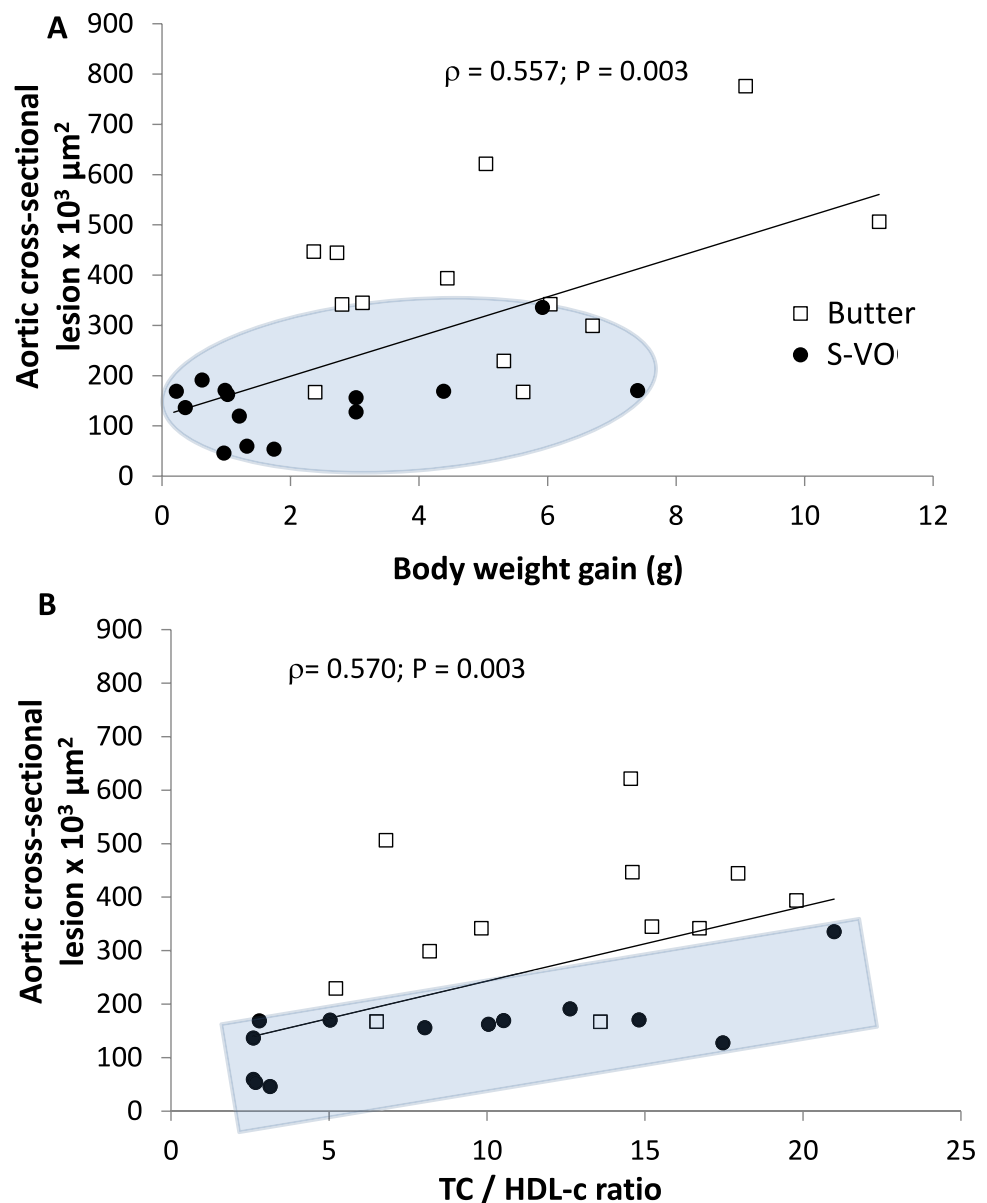 A
900
800
700
600
500
400
300
200
100
0
Aortic cross-sectional
lesion x 10³ µm²
ρ = 0.557; P = 0.003
Butter
S-VO
0 2 4 6 8 10 12
Body weight gain (g)
B
900
800
700
600
500
400
300
200
100
0
Aortic cross-sectional
lesion x 10³ µm²
ρ= 0.570; P = 0.003
0 5 10 15 20 25
TC / HDL-c ratio